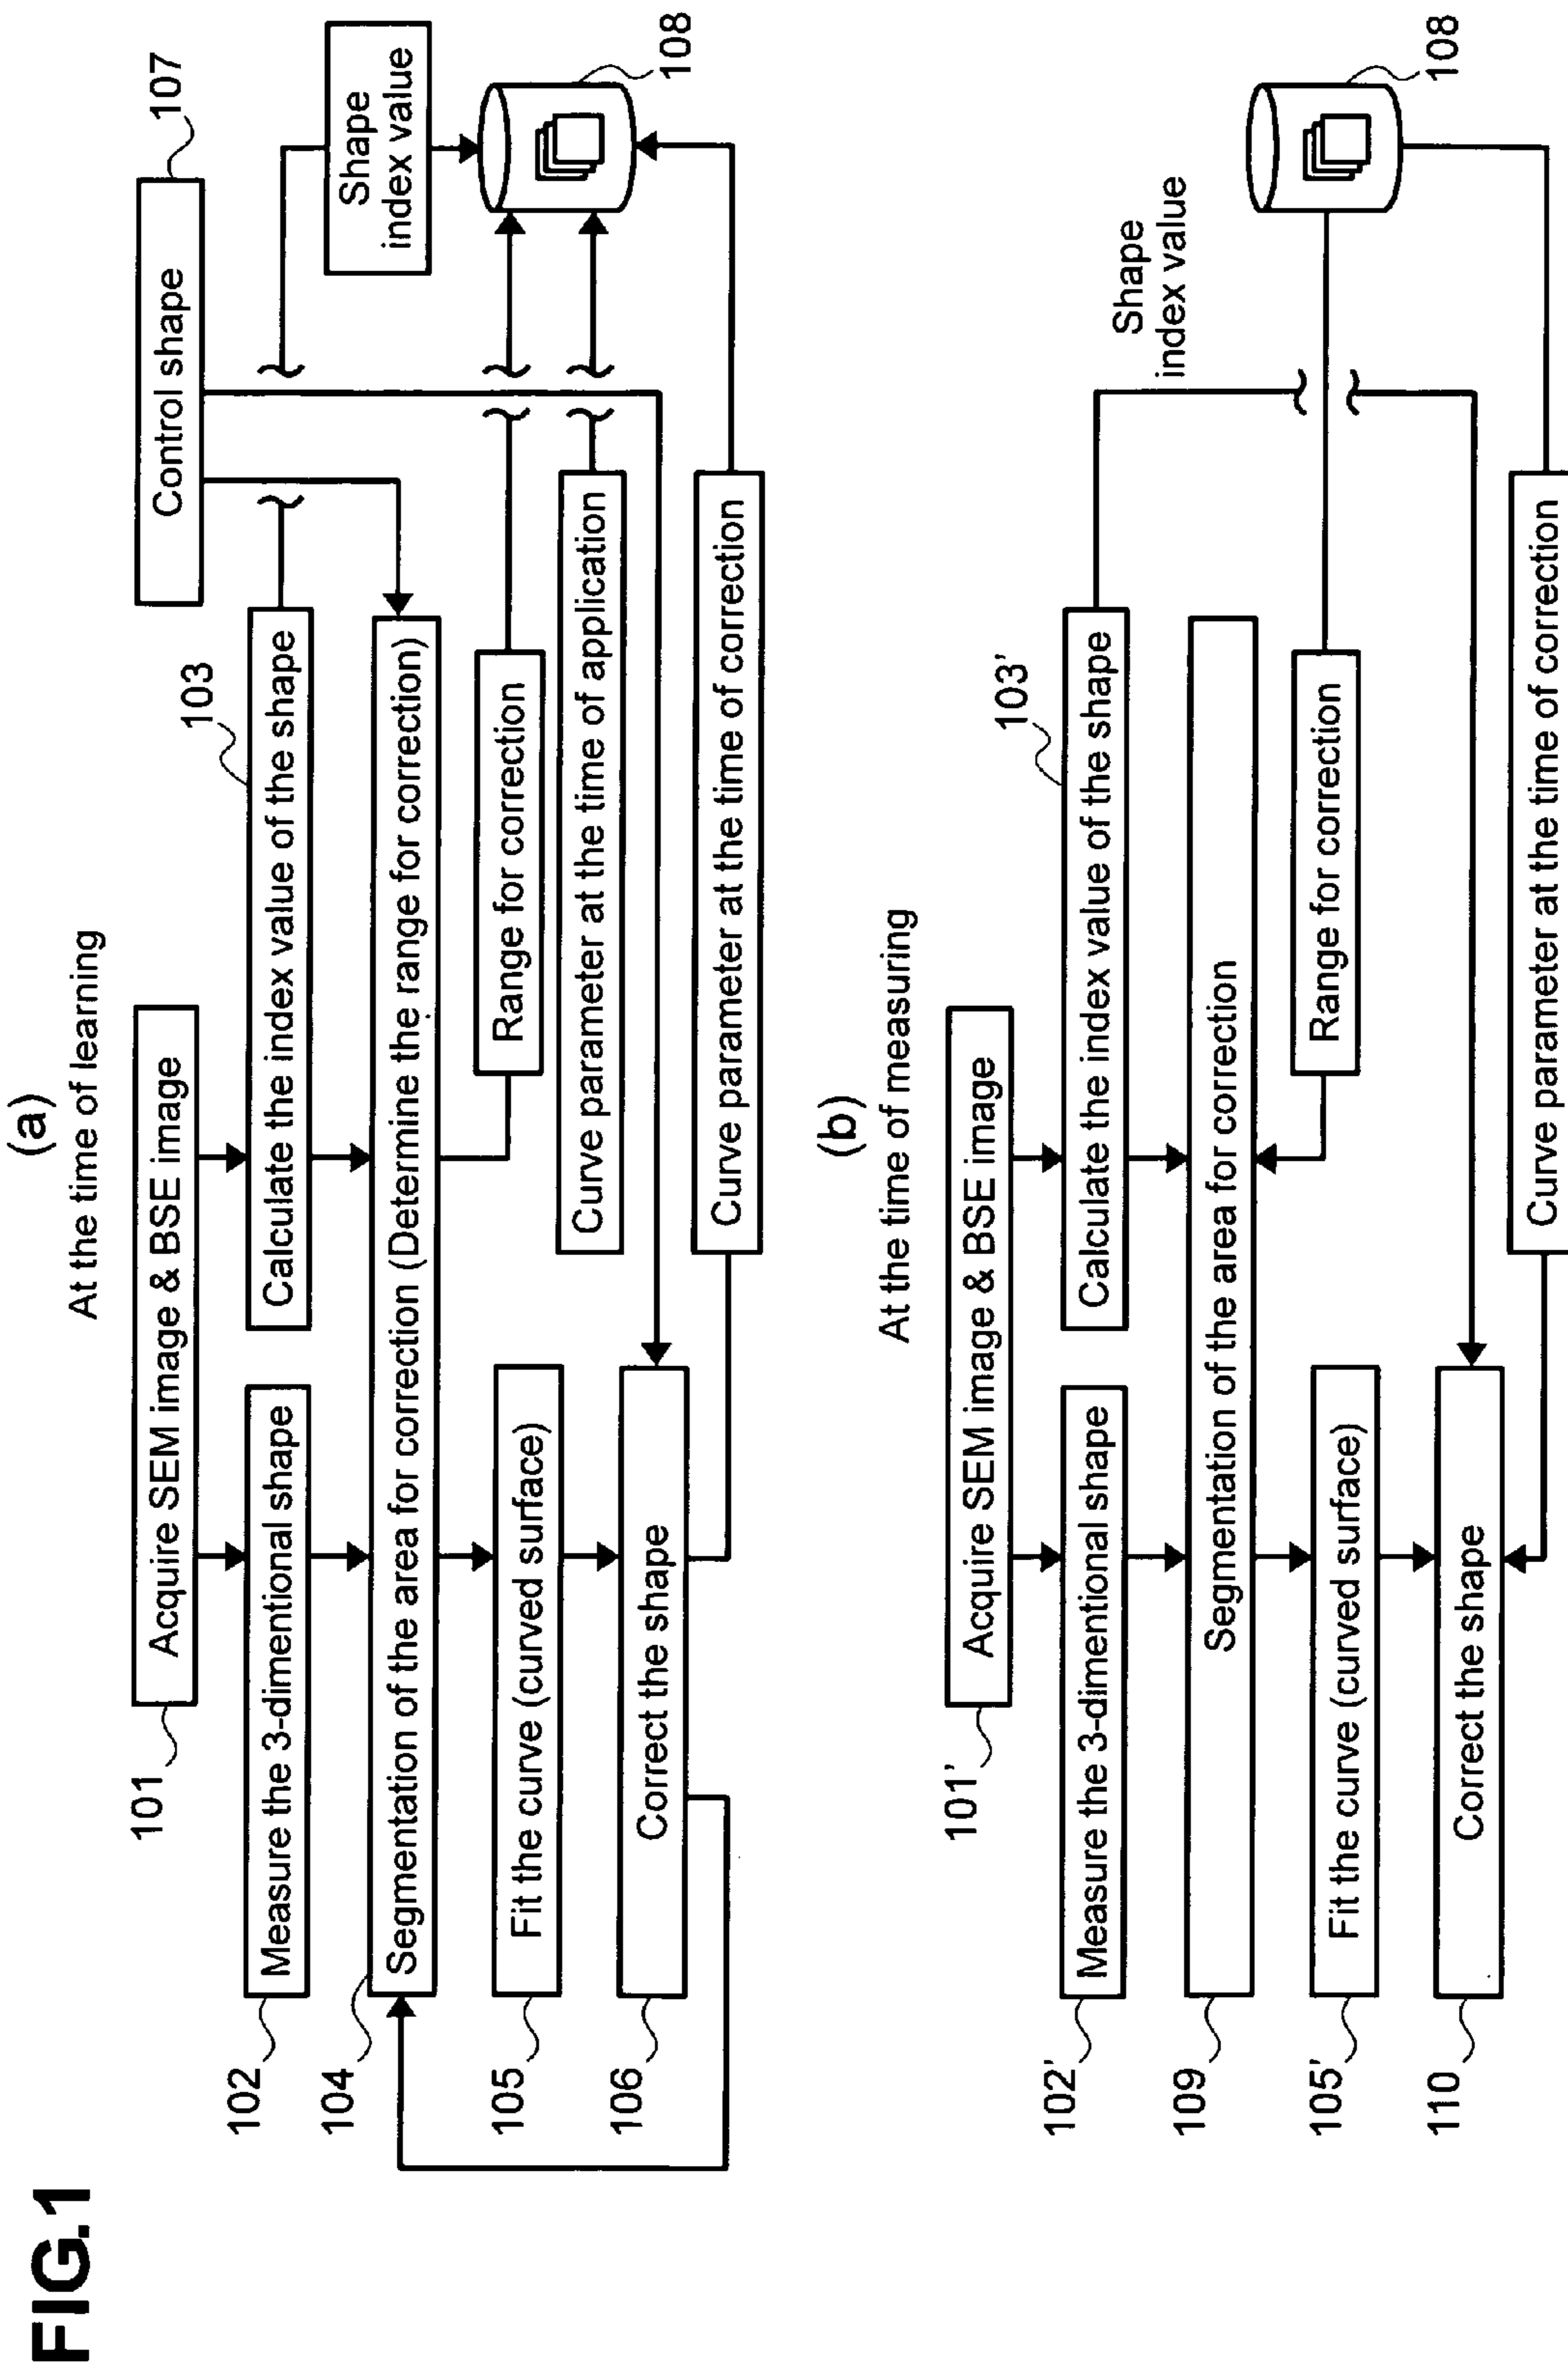 FIG.1
(a)
At the time of learning
101
Acquire SEM image & BSE image
Control shape
107
102
Measure the 3-dimentional shape
Calculate the index value of the shape
103
Shape
index value
104
Segmentation of the area for correction (Determine the range for correction)
108
105
Fit the curve (curved surface)
Range for correction
Curve parameter at the time of application
106
Correct the shape
Curve parameter at the time of correction
(b)
At the time of measuring
101'
Acquire SEM image & BSE image
102'
Measure the 3-dimentional shape
Calculate the index value of the shape
103'
Shape
index value
109
Segmentation of the area for correction
108
105'
Fit the curve (curved surface)
Range for correction
110
Correct the shape
Curve parameter at the time of correction